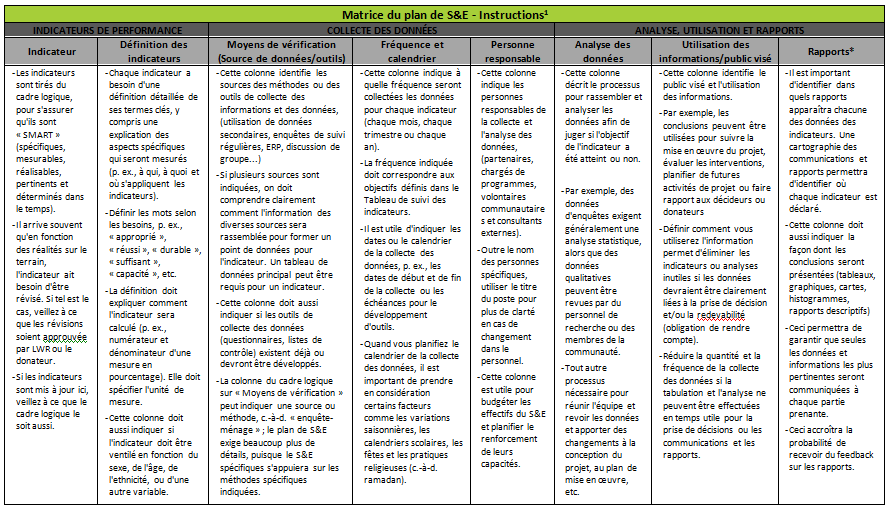 Matrice du plan de S&E - Instructions¹
INDICATEURS DE PERFORMANCE
COLLECTE DES DONNÉES
ANALYSE, UTILISATION ET RAPPORTS
Indicateur
Définition des
indicateurs
Moyens de vérification
(Source de données/outils)
Fréquence et
calendrier
Personne
responsable
Analyse des
données
Utilisation des
informations/public visé
Rapports*
-Les indicateurs
sont tirés du
cadre logique,
pour s'assurer
qu'ils sont
« SMART »
(spécifiques,
mesurables,
réalisables,
pertinents et
déterminés dans
le temps).
-Il arrive souvent
qu'en fonction
des réalités sur le
terrain,
l'indicateur ait
besoin d'être
révisé. Si tel est le
cas, veillez à ce
que les révisions
soient approuvée
par LWR ou le
donateur.
-Si les indicateurs
sont mis à jour ici,
veillez à ce que le
cadre logique le
soit aussi.
-Chaque indicateur a
besoin d'une
définition détaillée de
ses termes clés, y
compris une
explication des
aspects spécifiques
qui seront mesurés
(p. ex., à qui, à quoi et
où s'appliquent les
indicateurs).
-Définir les mots selon
les besoins, p. ex.,
« approprié »,
« réussi », « durable »,
« suffisant »,
« capacité », etc.
-La définition doit
expliquer comment
l'indicateur sera
calculé (p. ex.,
numérateur et
dénominateur d'une
mesure en
pourcentage). Elle doit
spécifier l'unité de
mesure.
-Cette colonne doit
aussi indiquer si
l'indicateur doit être
ventilé en fonction du
sexe, de l'âge, de
l'ethnicité, ou d'une
autre variable.
-Cette colonne identifie les
sources des méthodes ou des
outils de collecte des
informations et des données,
(utilisation de données
secondaires, enquêtes de suivi
régulières, ERP, discussion de
groupe...)
-Si plusieurs sources sont
indiquées, on doit
comprendre clairement
comment l'information des
diverses sources sera
rassemblée pour former un
point de données pour
l'indicateur. Un tableau de
données principal peut être
requis pour un indicateur.
-Cette colonne doit aussi
indiquer si les outils de
collecte des données
(questionnaires, listes de
contrôle) existent déjà ou
devront être développés.
-La colonne du cadre logique
sur « Moyens de vérification »
peut indiquer une source ou
méthode, c.-à-d. « enquête-
ménage » ; le plan de S&E
exige beaucoup plus de
détails, puisque le S&E
spécifiques s'appuiera sur les
méthodes spécifiques
indiquées.
-Cette colonne indique à
quelle fréquence seront
collectées les données
pour chaque indicateur
(chaque mois, chaque
trimestre ou chaque
an).
-La fréquence indiquée
doit correspondre aux
objectifs définis dans le
Tableau de suivi des
indicateurs.
-Il est utile d'indiquer les
dates ou le calendrier
de la collecte des
données, p. ex., les
dates de début et de fin
de la collecte ou les
échéances pour le
développement
d'outils.
-Quand vous planifiez le
calendrier de la collecte
des données, il est
important de prendre
en considération
certains facteurs
comme les variations
saisonnières, les
calendriers scolaires, les
fêtes et les pratiques
religieuses (c.-à-d.
ramadan).
-Cette colonne
indique les
personnes
responsables de
la collecte et
l'analyse des
données,
(partenaires,
chargés de
programmes,
volontaires
communautaire
s et consultants
externes).
-Outre le nom
des personnes
spécifiques,
utiliser le titre
du poste pour
plus de clarté
en cas de
changement
dans le
personnel.
-Cette colonne
est utile pour
budgéter les
effectifs du S&E
et planifier le
renforcement
de leurs
capacités.
-Cette colonne
décrit le processus
pour rassembler et
analyser les
données afin de
juger si l'objectif
de l'indicateur a
été atteint ou non.
-Par exemple, des
données
d'enquêtes exigent
généralement une
analyse statistique,
alors que des
données
qualitatives
peuvent être
revues par du
personnel de
recherche ou des
membres de la
communauté.
-Tout autre
processus
nécessaire pour
réunir l'équipe et
revoir les données
et apporter des
changements à la
conception du
projet, au plan de
mise en œuvre,
etc.
-Cette colonne identifie le
public visé et l'utilisation
des informations.
-Par exemple, les
conclusions peuvent être
utilisées pour suivre la
mise en œuvre du projet,
évaluer les interventions,
planifier de futures
activités de projet ou faire
rapport aux décideurs ou
donateurs
-Définir comment vous
utiliserez l'information
permet d'éliminer les
indicateurs ou analyses
inutiles si les données
devraient être clairement
liées à la prise de décision
et/ou la redevabilité
(obligation de rendre
compte).
-Réduire la quantité et la
fréquence de la collecte
des données si la
tabulation et l'analyse ne
peuvent être effectuées
en temps utile pour la
prise de décisions ou les
communications et les
rapports.
-Il est important
d'identifier dans
quels rapports
apparaîtra chacune
des données des
indicateurs. Une
cartographie des
communications et
rapports permettra
d'identifier où
chaque indicateur est
déclaré.
-Cette colonne doit
aussi indiquer la
façon dont les
conclusions seront
présentées (tableaux,
graphiques, cartes,
histogrammes,
rapports descriptifs)
-Ceci permettra de
garantir que seules
les données et
informations les plus
pertinentes seront
communiquées à
chaque partie
prenante.
-Ceci accroîtra la
probabilité de
recevoir du feedback
sur les rapports.